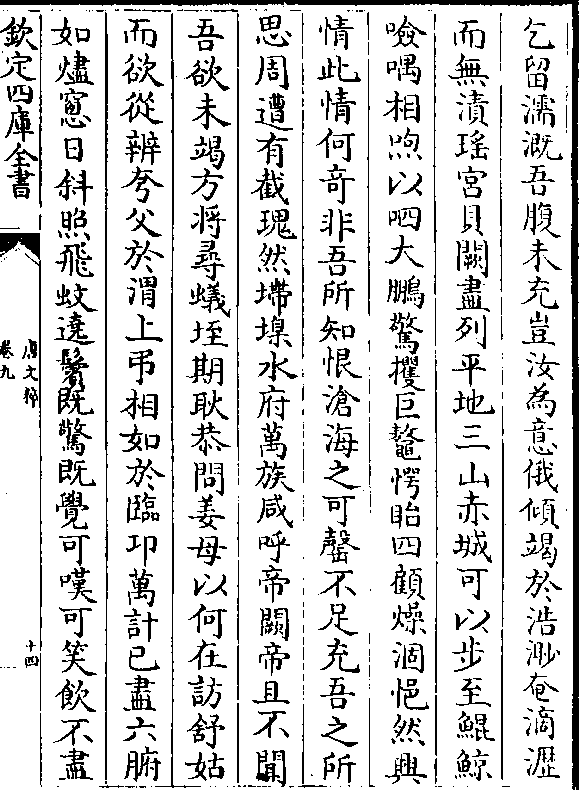 乞留濡溉吾腹未充豈汝為意俄傾竭於浩渺奄滴瀝
而無漬瑤宮貝闕盡列平地三山赤城可以步至鯤鯨
噞喁相喣以呬大鵬驚攫巨鼇愕眙四顧燥涸悒然興
情此情何奇非吾所知恨滄海之可罄不足充吾之所
思周遭有截瑰然墆堁水府萬族咸呼帝闕帝且不聞
吾欲未竭方將尋蟻垤期耿恭問姜母以何在訪舒姑
而欲從辨夸父於渭上弔相如於臨卭萬計已盡六腑
如爐窻日斜照飛蚊遶鬢既驚既覺可嘆可笑飲不盡
欽定四庫全書
唐文粹
卷九
十四